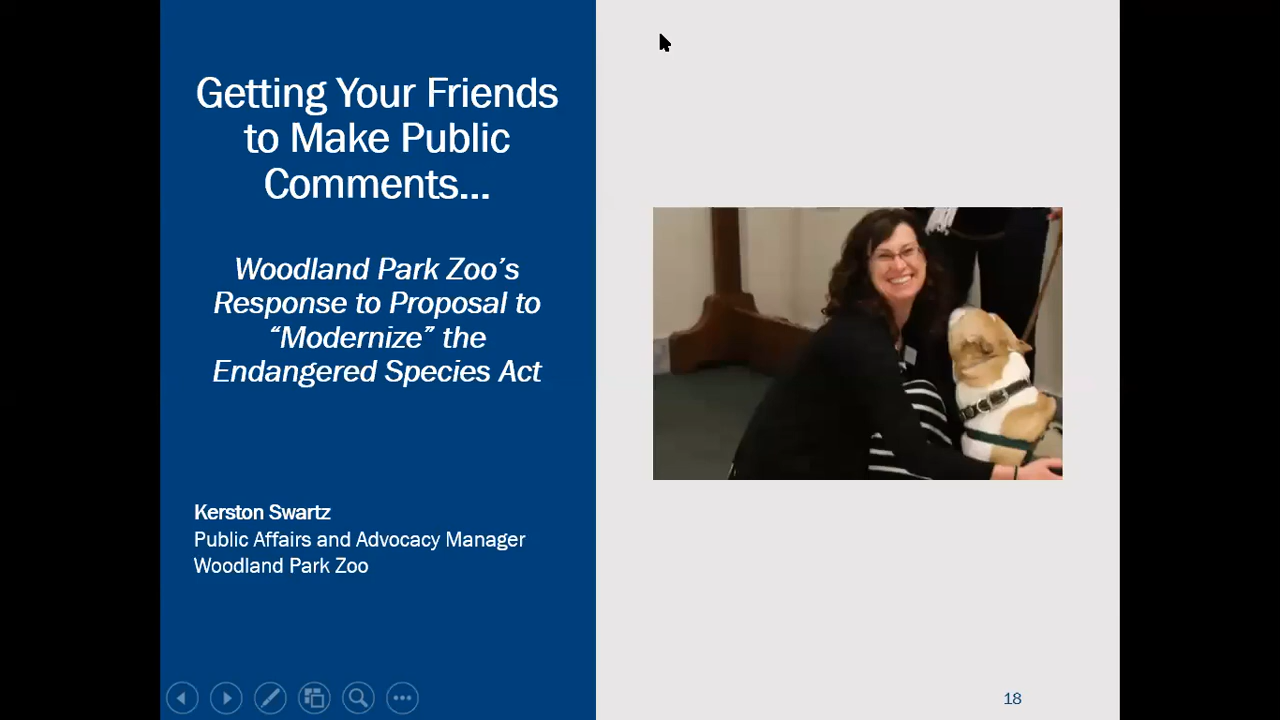 Getting Your Friends
to Make Public
Comments...
Woodland Park Zoo's
Response to Proposal to
“Modernize” the
Endangered Species Act
Kerston Swartz
Public Affairs and Advocacy Manager
Woodland Park Zoo
18